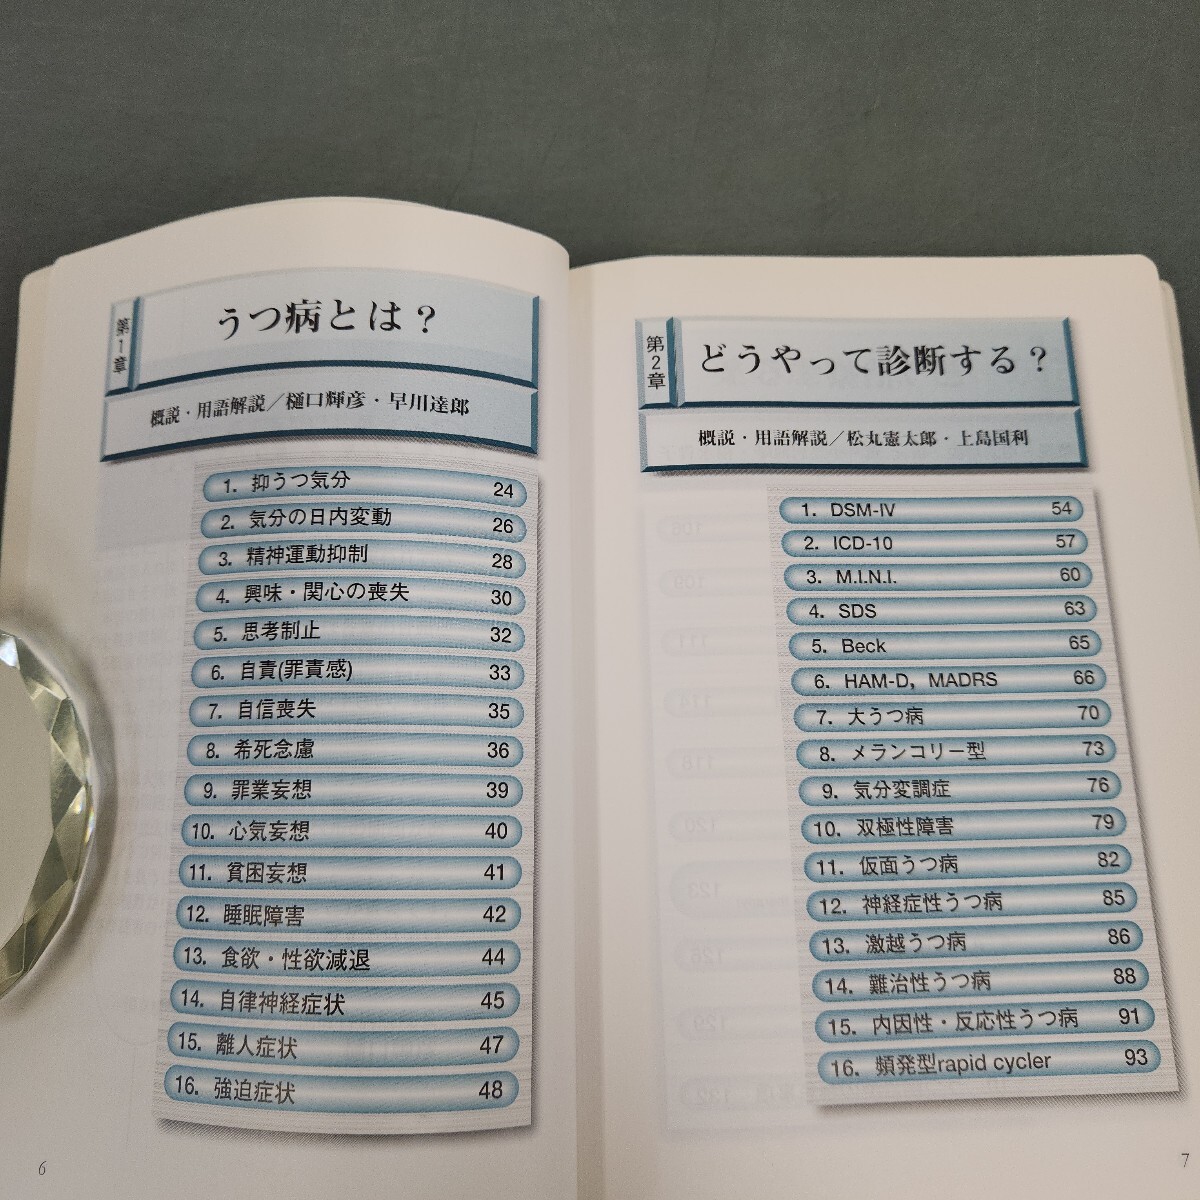 第1章
うつ病とは？
概説・用語解説／樋口輝彦・早川達郎
1. 抑うつ気分 24
2. 気分の日内変動 26
3. 精神運動抑制 28
4. 興味・関心の喪失 30
5. 思考制止 32
6. 自責(罪責感) 33
7. 自信喪失 35
8. 希死念慮 36
9. 罪業妄想 39
10. 心気妄想 40
11. 貧困妄想 41
12. 睡眠障害 42
13. 食欲・性欲減退 44
14. 自律神経症状 45
15. 離人症状 47
16. 強迫症状 48
6
第2章
どうやって診断する？
概説・用語解説／松丸憲太郎・上島国利
1. DSM-IV 54
2. ICD-10 57
3. M.I.N.I. 60
4. SDS 63
5. Beck 65
6. HAM-D，MADRS 66
7. 大うつ病 70
8. メランコリー型 73
9. 気分変調症 76
10. 双極性障害 79
11. 仮面うつ病 82
12. 神経症性うつ病 85
13. 激越うつ病 86
14. 難治性うつ病 88
15. 内因性・反応性うつ病 91
16. 頻発型rapid cycler 93
7